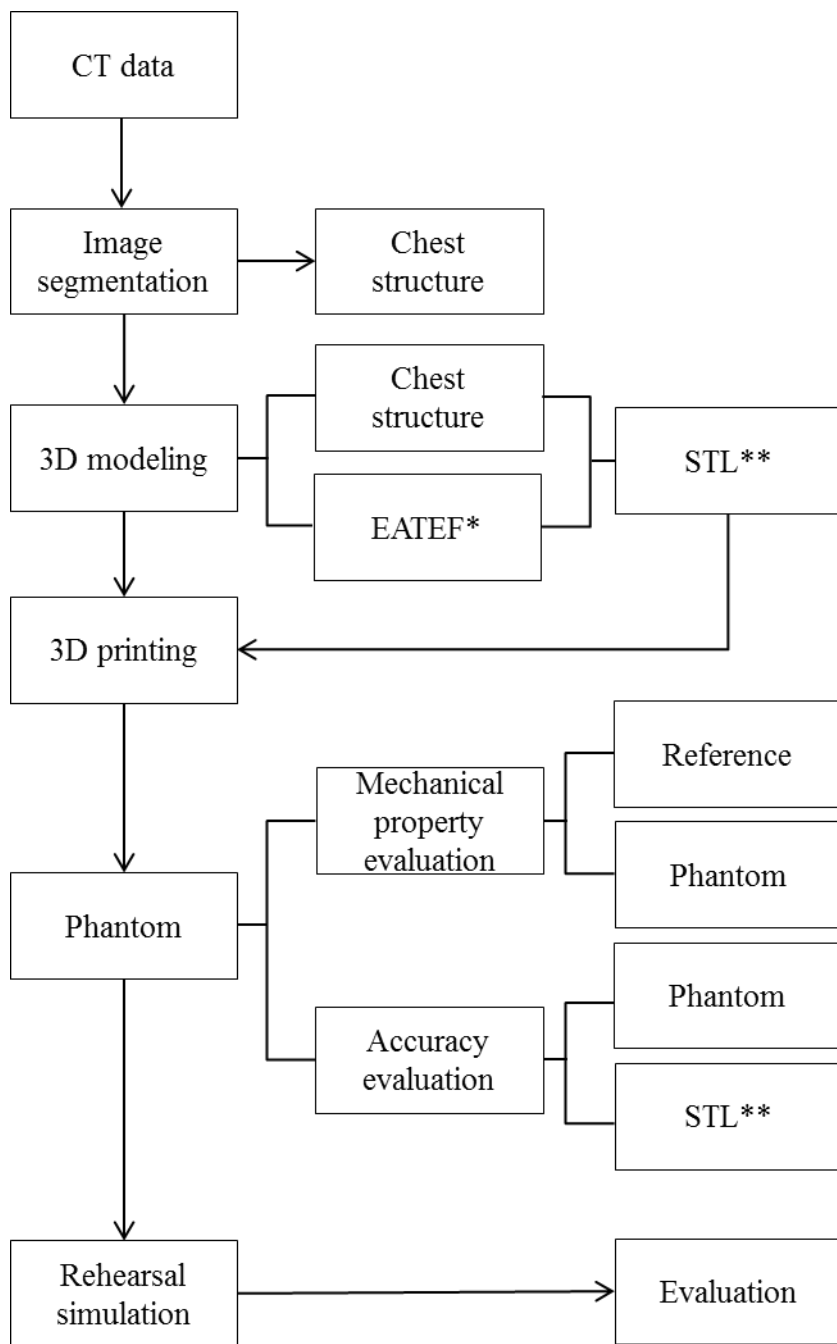 CT data
Image
segmentation
Chest
structure
3D modeling
Chest
structure
EATEF*
STL**
3D printing
Phantom
Mechanical
property
evaluation
Reference
Phantom
Accuracy
evaluation
Phantom
STL**
Rehearsal
simulation
Evaluation